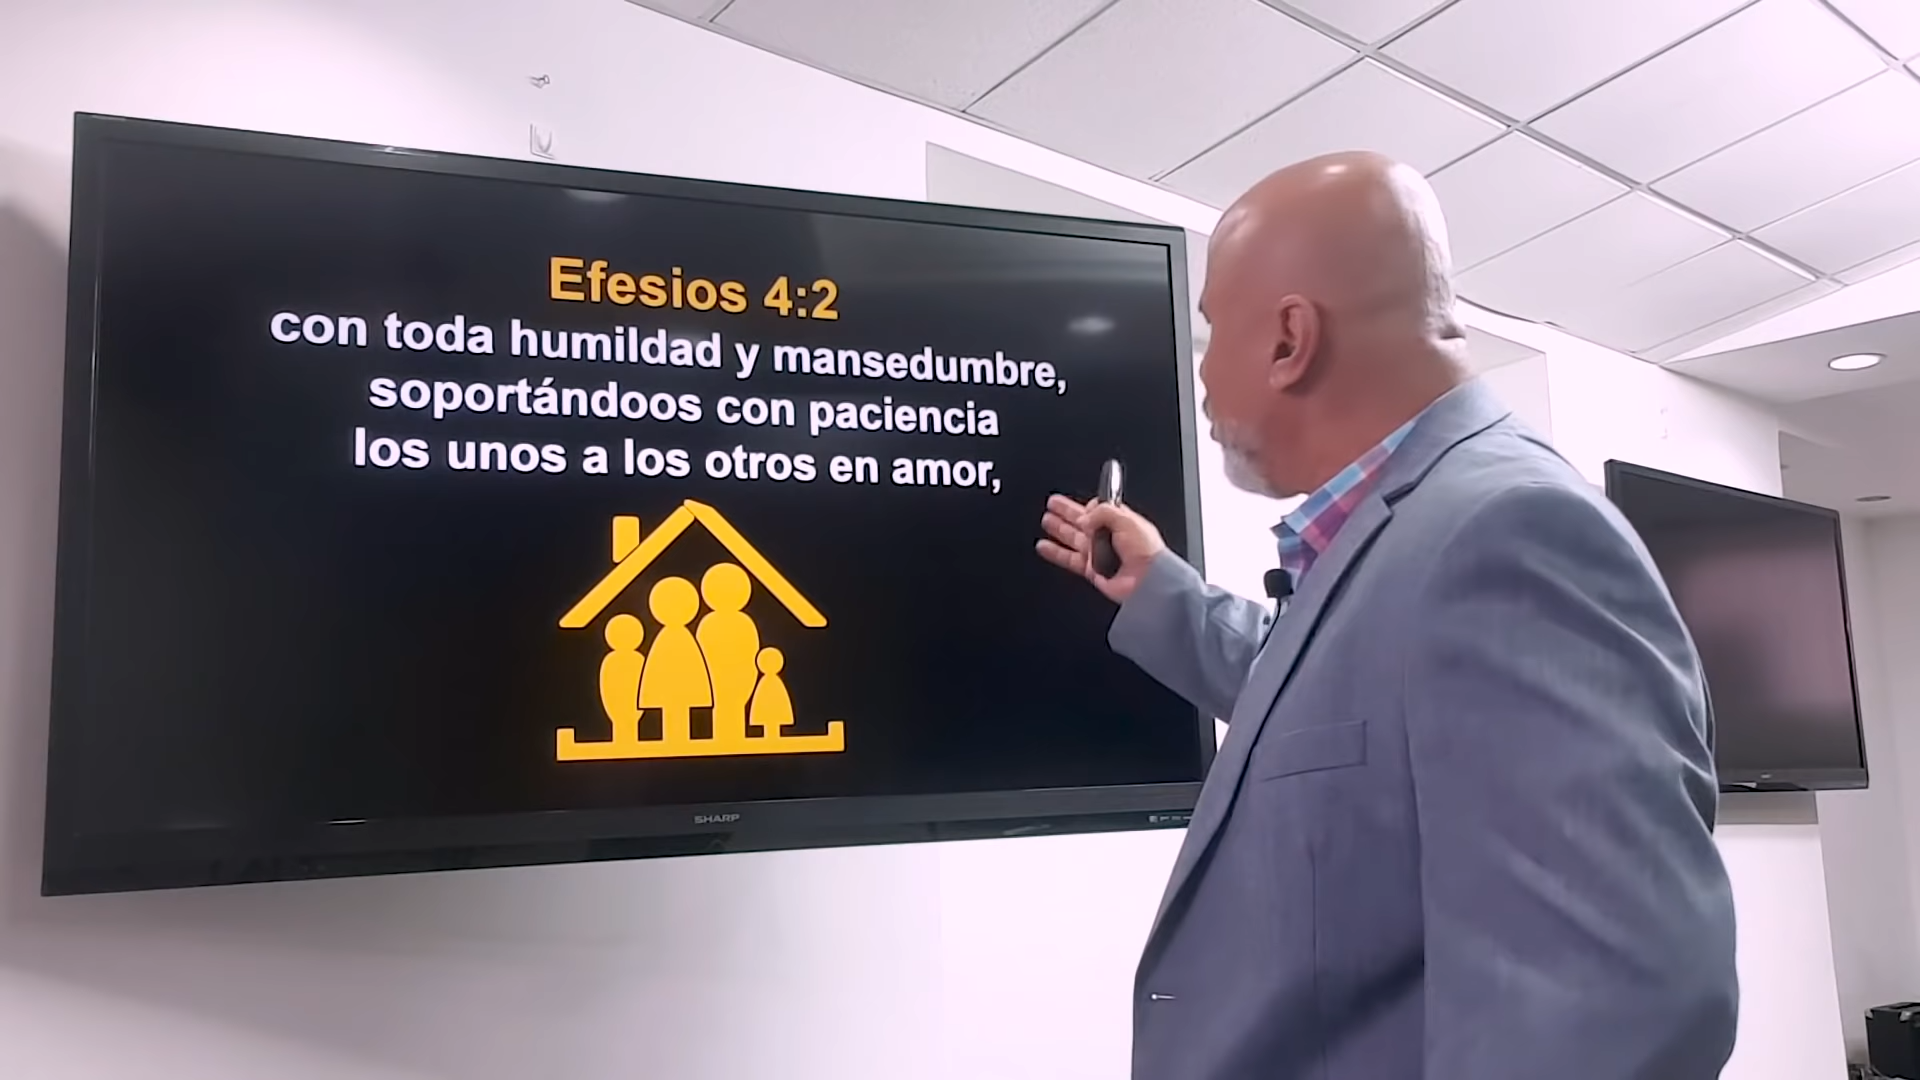 Efesios 4:2
con toda humildad y mansedumbre,
soportándoos con paciencia
los unos a los otros en amor,
SHARP